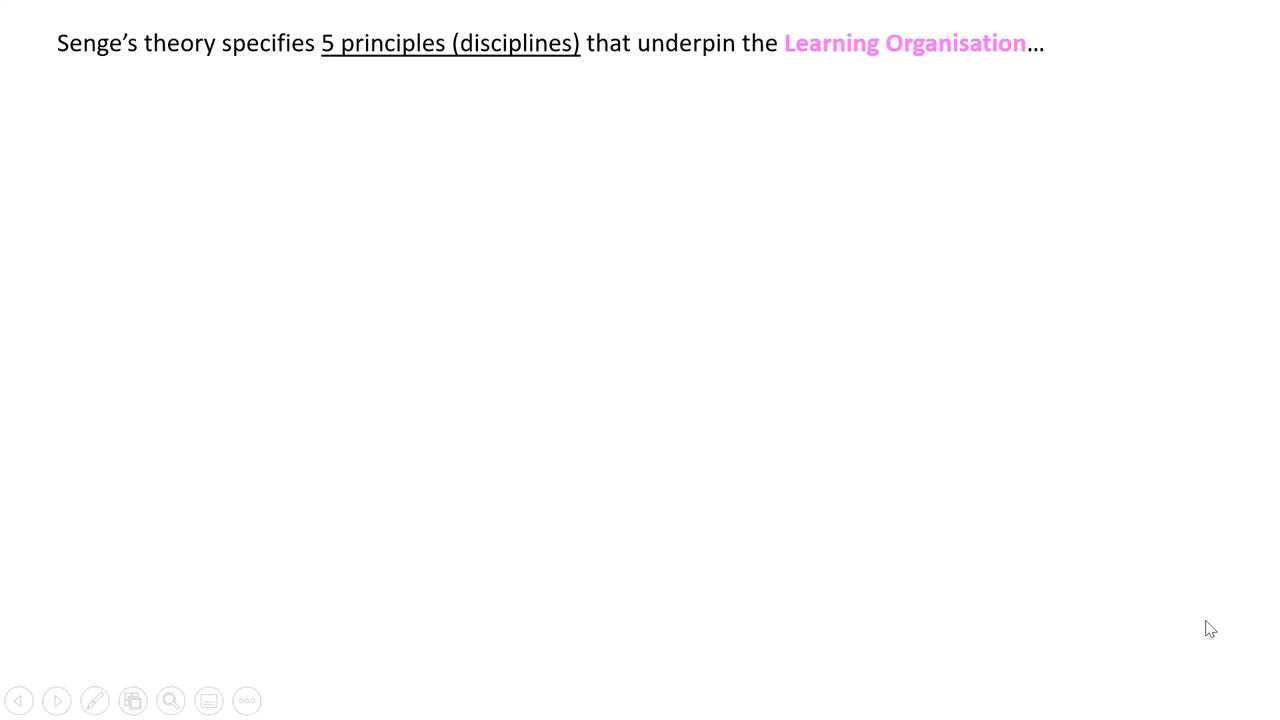 Senge’s theory specifies 5 principles (disciplines) that underpin the Learning Organisation…